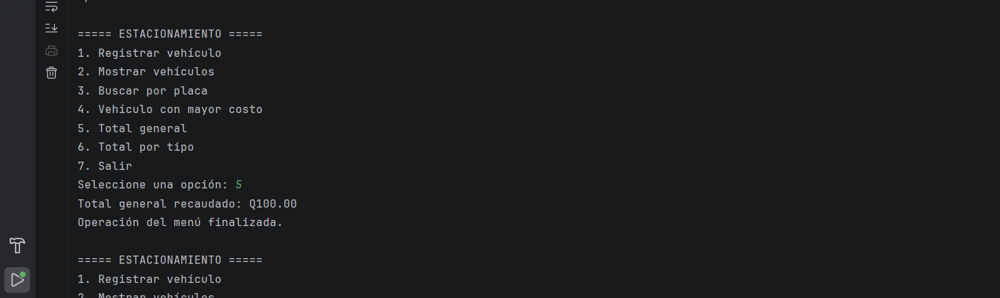 ===== ESTACIONAMIENTO =====
1. Registrar vehículo
2. Mostrar vehículos
3. Buscar por placa
4. Vehículo con mayor costo
5. Total general
6. Total por tipo
7. Salir
Seleccione una opción: 5
Total general recaudado: Q100.00
Operación del menú finalizada.
===== ESTACIONAMIENTO =====
1. Registrar vehículo
2. Mostrar vehículos